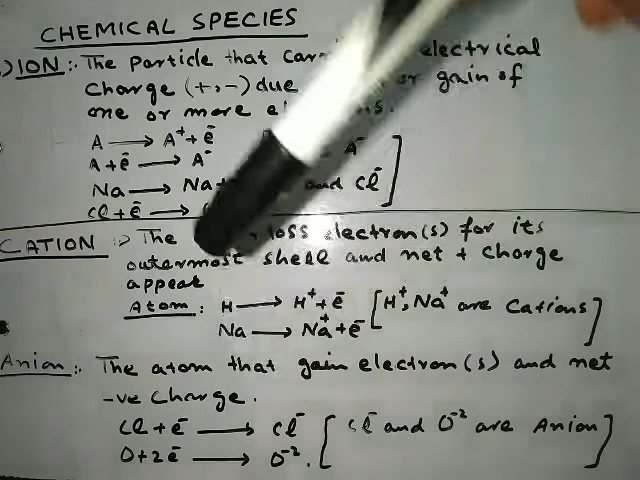 CHEMICAL SPECIES
ION :- The Particle that electrical
Charge (+,-) due or gain of
one or more
A ⟶ A⁺ + ē
A + ē ⟶ A⁻ A⁻
Na ⟶ Na and Cl⁻
Cl + ē ⟶
CATION :- The loss electron(s) for its
outermost shell and net + charge
appear
Atom : H ⟶ H⁺ + ē [H⁺, Na⁺ are Cations]
Na ⟶ Na⁺ + ē
Anion :- The atom that gain electron(s) and net
-ve charge.
Cl + ē ⟶ Cl⁻ [Cl⁻ and O⁻² are Anion]
O + 2ē ⟶ O⁻².